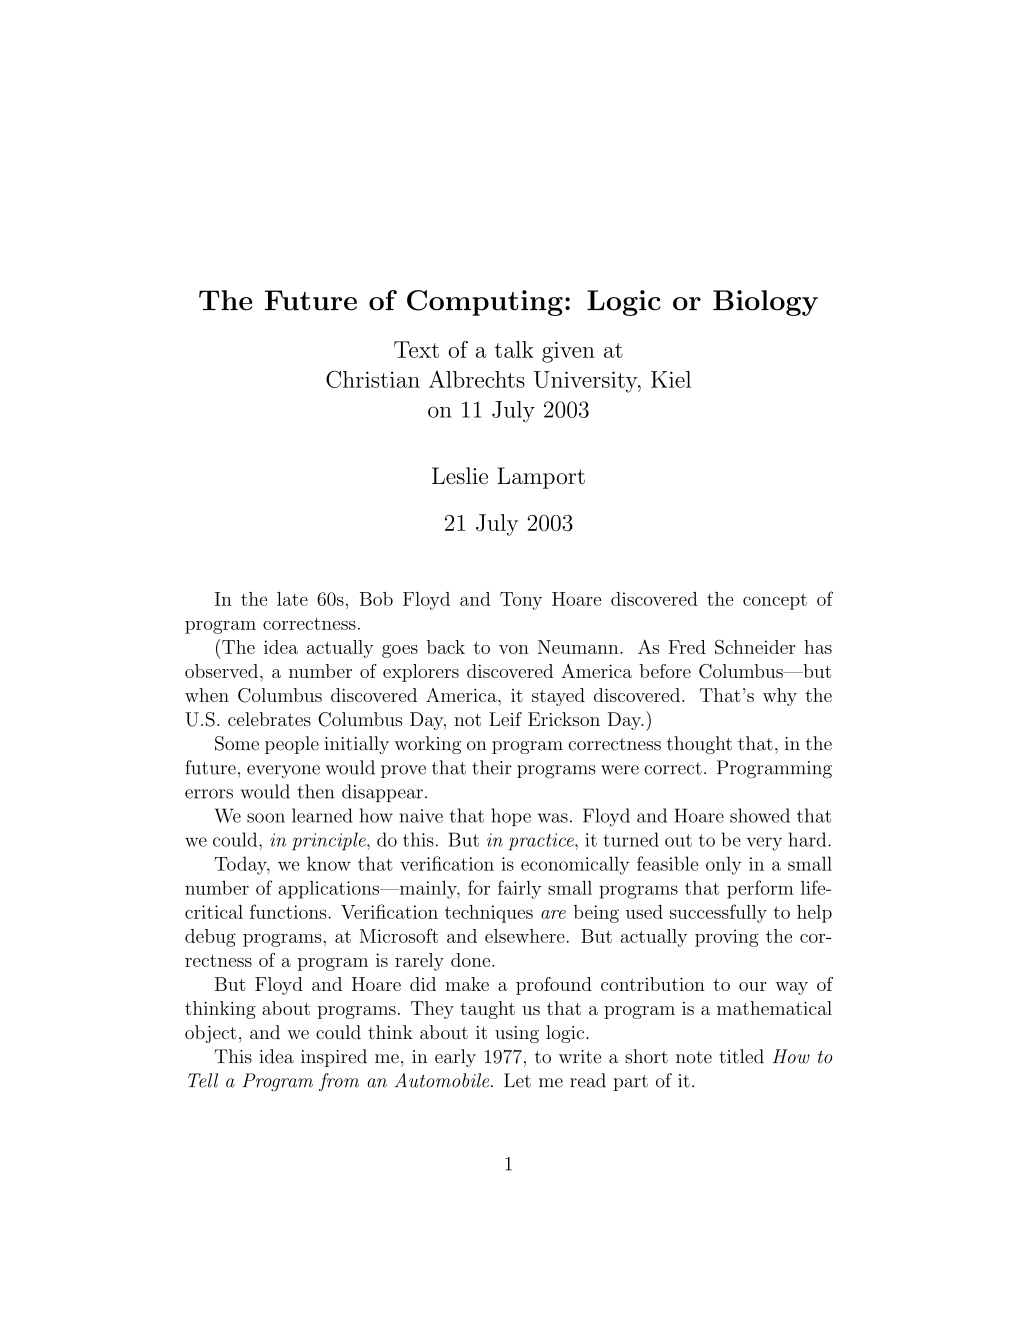 The Future of Computing: Logic or Biology
Text of a talk given at
Christian Albrechts University, Kiel
on 11 July 2003
Leslie Lamport
21 July 2003
In the late 60s, Bob Floyd and Tony Hoare discovered the concept of
program correctness.
(The idea actually goes back to von Neumann. As Fred Schneider has
observed, a number of explorers discovered America before Columbus—but
when Columbus discovered America, it stayed discovered. That's why the
U.S. celebrates Columbus Day, not Leif Erickson Day.)
Some people initially working on program correctness thought that, in the
future, everyone would prove that their programs were correct. Programming
errors would then disappear.
We soon learned how naive that hope was. Floyd and Hoare showed that
we could, in principle, do this. But in practice, it turned out to be very hard.
Today, we know that verification is economically feasible only in a small
number of applications—mainly, for fairly small programs that perform life-
critical functions. Verification techniques are being used successfully to help
debug programs, at Microsoft and elsewhere. But actually proving the cor-
rectness of a program is rarely done.
But Floyd and Hoare did make a profound contribution to our way of
thinking about programs. They taught us that a program is a mathematical
object, and we could think about it using logic.
This idea inspired me, in early 1977, to write a short note titled How to
Tell a Program from an Automobile. Let me read part of it.
1